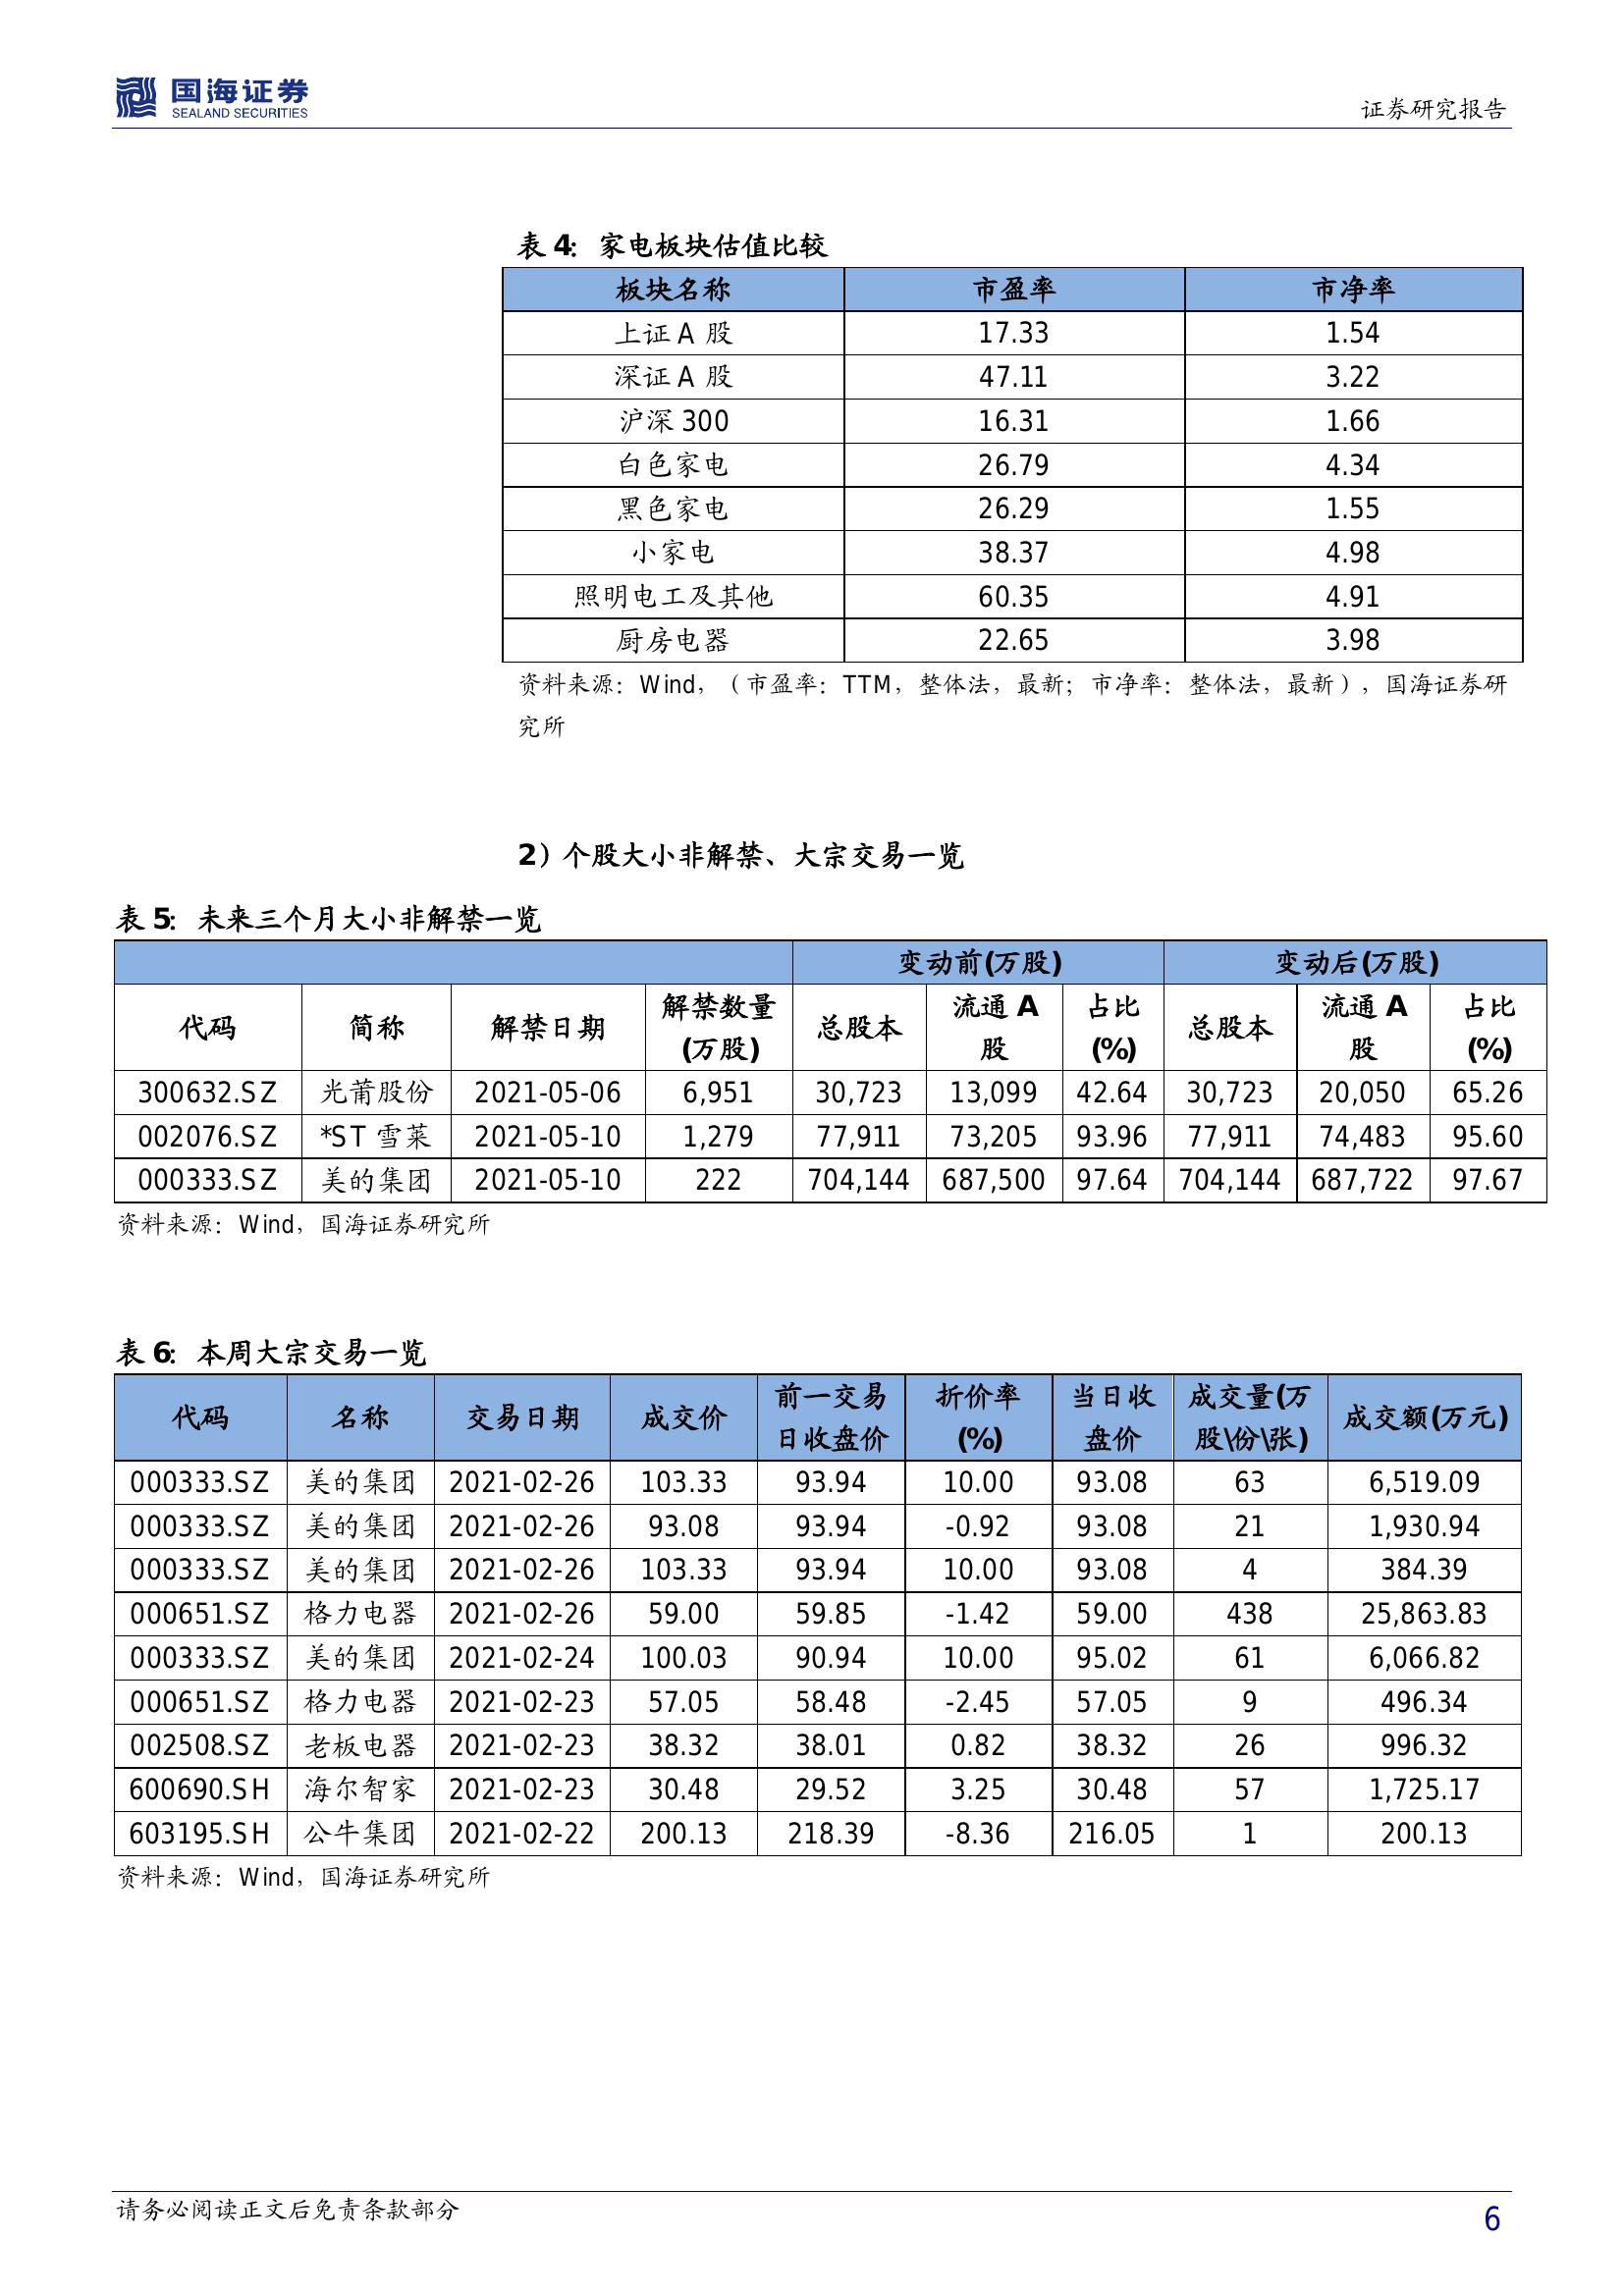 国海证券
SEALAND SECURITIES
证券研究报告
表 4：家电板块估值比较
板块名称 市盈率 市净率
上证 A 股 17.33 1.54
深证 A 股 47.11 3.22
沪深 300 16.31 1.66
白色家电 26.79 4.34
黑色家电 26.29 1.55
小家电 38.37 4.98
照明电工及其他 60.35 4.91
厨房电器 22.65 3.98
资料来源：Wind，（市盈率：TTM，整体法，最新；市净率：整体法，最新），国海证券研
究所
2）个股大小非解禁、大宗交易一览
表 5：未来三个月大小非解禁一览
变动前(万股) 变动后(万股)
代码 简称 解禁日期 解禁数量(万股) 总股本 流通 A 股 占比(%) 总股本 流通 A 股 占比(%)
300632.SZ 光莆股份 2021-05-06 6,951 30,723 13,099 42.64 30,723 20,050 65.26
002076.SZ *ST 雪莱 2021-05-10 1,279 77,911 73,205 93.96 77,911 74,483 95.60
000333.SZ 美的集团 2021-05-10 222 704,144 687,500 97.64 704,144 687,722 97.67
资料来源：Wind，国海证券研究所
表 6：本周大宗交易一览
代码 名称 交易日期 成交价 前一交易日收盘价 折价率(%) 当日收盘价 成交量(万股\份\张) 成交额(万元)
000333.SZ 美的集团 2021-02-26 103.33 93.94 10.00 93.08 63 6,519.09
000333.SZ 美的集团 2021-02-26 93.08 93.94 -0.92 93.08 21 1,930.94
000333.SZ 美的集团 2021-02-26 103.33 93.94 10.00 93.08 4 384.39
000651.SZ 格力电器 2021-02-26 59.00 59.85 -1.42 59.00 438 25,863.83
000333.SZ 美的集团 2021-02-24 100.03 90.94 10.00 95.02 61 6,066.82
000651.SZ 格力电器 2021-02-23 57.05 58.48 -2.45 57.05 9 496.34
002508.SZ 老板电器 2021-02-23 38.32 38.01 0.82 38.32 26 996.32
600690.SH 海尔智家 2021-02-23 30.48 29.52 3.25 30.48 57 1,725.17
603195.SH 公牛集团 2021-02-22 200.13 218.39 -8.36 216.05 1 200.13
资料来源：Wind，国海证券研究所
请务必阅读正文后免责条款部分
6